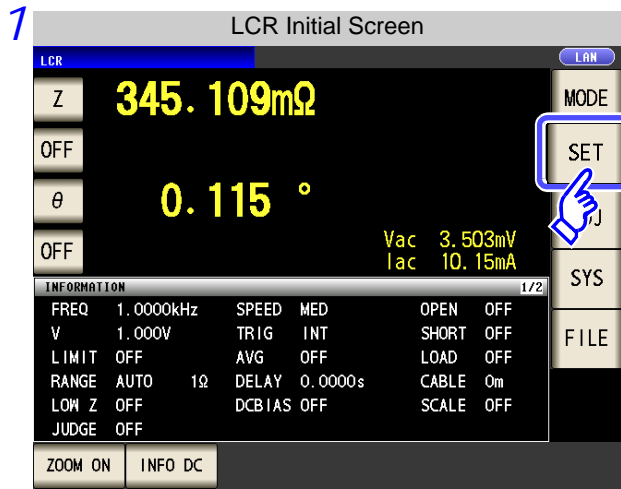 1
LCR Initial Screen
LCR
LAN
Z 345.109mΩ
MODE
OFF
SET
θ 0.115 °
OFF
Vac 3.503mV
Iac 10.15mA
SYS
INFORMATION 1/2
FREQ 1.0000kHz SPEED MED OPEN OFF
V 1.000V TRIG INT SHORT OFF
FILE
LIMIT OFF AVG OFF LOAD OFF
RANGE AUTO 1Ω DELAY 0.0000s CABLE 0m
LOW Z OFF DCBIAS OFF SCALE OFF
JUDGE OFF
ZOOM ON INFO DC